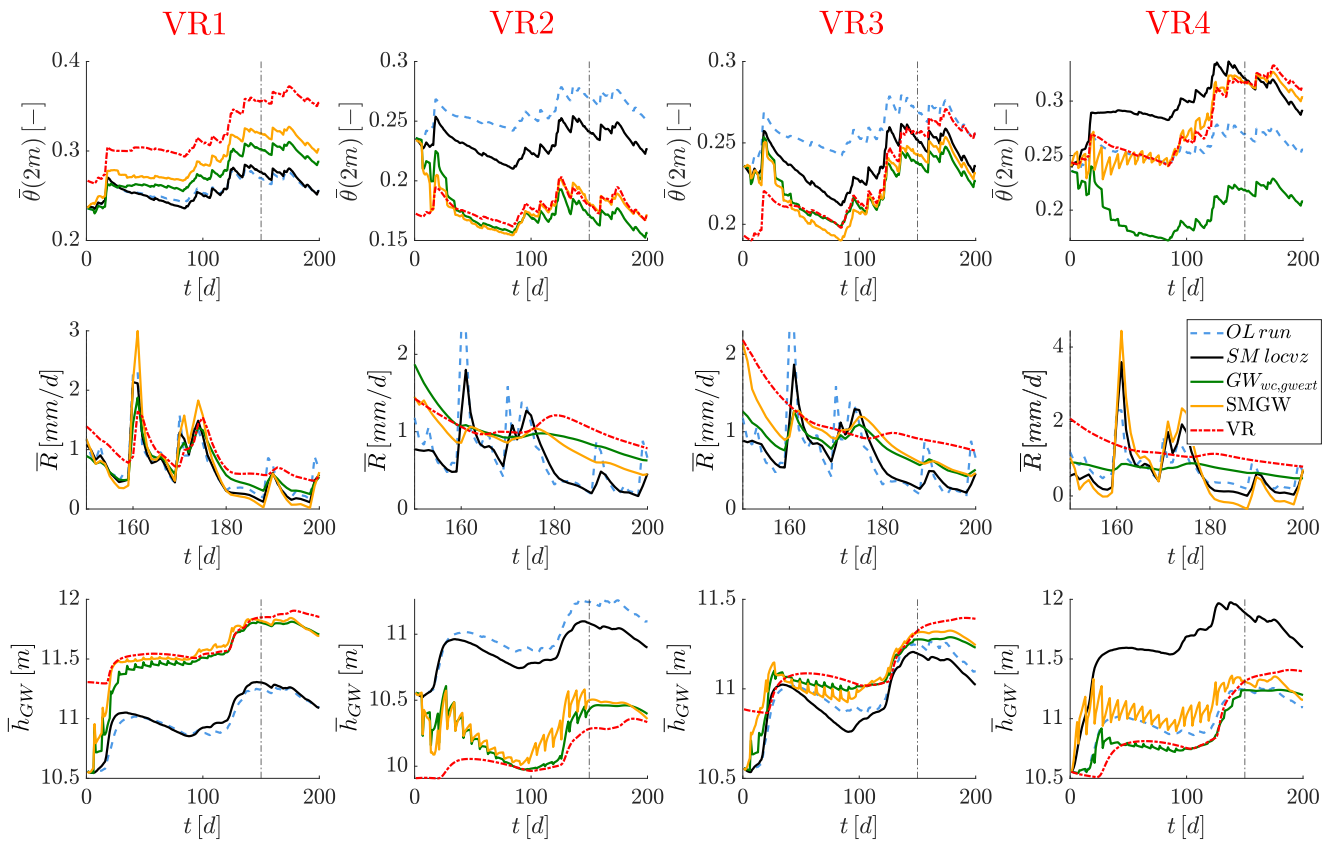 VR1 VR2 VR3 VR4
0.4
0.3
0.2
θ̄(2m) [−]
0 100 200
t [d]
0.3
0.25
0.2
0.15
θ̄(2m) [−]
0 100 200
t [d]
0.3
0.25
0.2
θ̄(2m) [−]
0 100 200
t [d]
0.3
0.25
0.2
θ̄(2m) [−]
0 100 200
t [d]
3
2
1
0
R̄ [mm/d]
160 180 200
t [d]
2
1
0
R̄ [mm/d]
160 180 200
t [d]
2
1
0
R̄ [mm/d]
160 180 200
t [d]
4
2
0
R̄ [mm/d]
160 180 200
t [d]
OL run
SM locvz
GW_{wc,gwext}
SMGW
VR
12
11.5
11
10.5
h̄_{GW} [m]
0 100 200
t [d]
11
10.5
10
h̄_{GW} [m]
0 100 200
t [d]
11.5
11
10.5
h̄_{GW} [m]
0 100 200
t [d]
12
11.5
11
10.5
h̄_{GW} [m]
0 100 200
t [d]